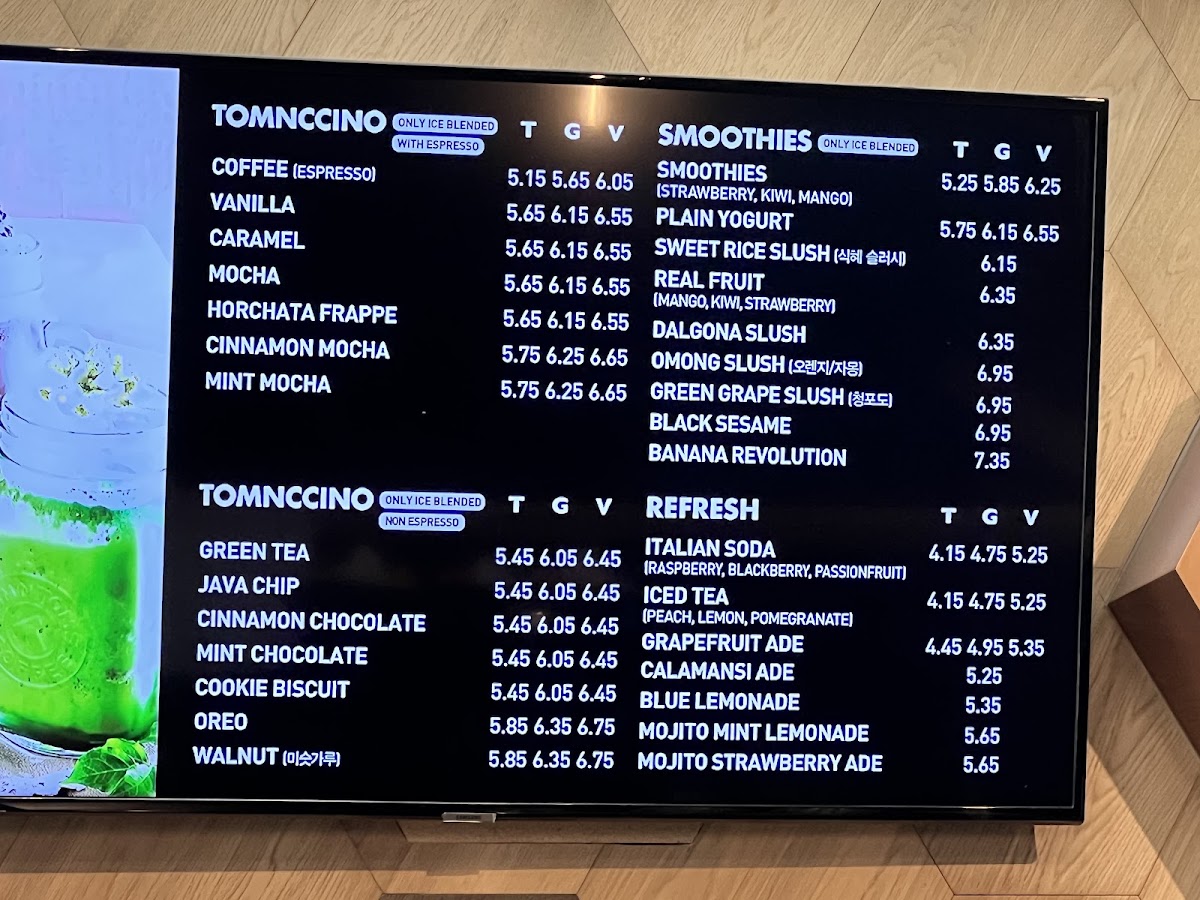 TOMNCCINO ONLY ICE BLENDED T G V
WITH ESPRESSO
COFFEE (ESPRESSO) 5.15 5.65 6.05
VANILLA 5.65 6.15 6.55
CARAMEL 5.65 6.15 6.55
MOCHA 5.65 6.15 6.55
HORCHATA FRAPPE 5.65 6.15 6.55
CINNAMON MOCHA 5.75 6.25 6.65
MINT MOCHA 5.75 6.25 6.65
TOMNCCINO ONLY ICE BLENDED T G V
NON ESPRESSO
GREEN TEA 5.45 6.05 6.45
JAVA CHIP 5.45 6.05 6.45
CINNAMON CHOCOLATE 5.45 6.05 6.45
MINT CHOCOLATE 5.45 6.05 6.45
COOKIE BISCUIT 5.45 6.05 6.45
OREO 5.85 6.35 6.75
WALNUT (미숫가루) 5.85 6.35 6.75
SMOOTHIES ONLY ICE BLENDED T G V
SMOOTHIES 5.25 5.85 6.25
(STRAWBERRY, KIWI, MANGO)
PLAIN YOGURT 5.75 6.15 6.55
SWEET RICE SLUSH (식혜 슬러시) 6.15
REAL FRUIT 6.35
(MANGO, KIWI, STRAWBERRY)
DALGONA SLUSH 6.35
OMONG SLUSH (오렌지/자몽) 6.95
GREEN GRAPE SLUSH (청포도) 6.95
BLACK SESAME 6.95
BANANA REVOLUTION 7.35
REFRESH T G V
ITALIAN SODA 4.15 4.75 5.25
(RASPBERRY, BLACKBERRY, PASSIONFRUIT)
ICED TEA 4.15 4.75 5.25
(PEACH, LEMON, POMEGRANATE)
GRAPEFRUIT ADE 4.45 4.95 5.35
CALAMANSI ADE 5.25
BLUE LEMONADE 5.35
MOJITO MINT LEMONADE 5.65
MOJITO STRAWBERRY ADE 5.65